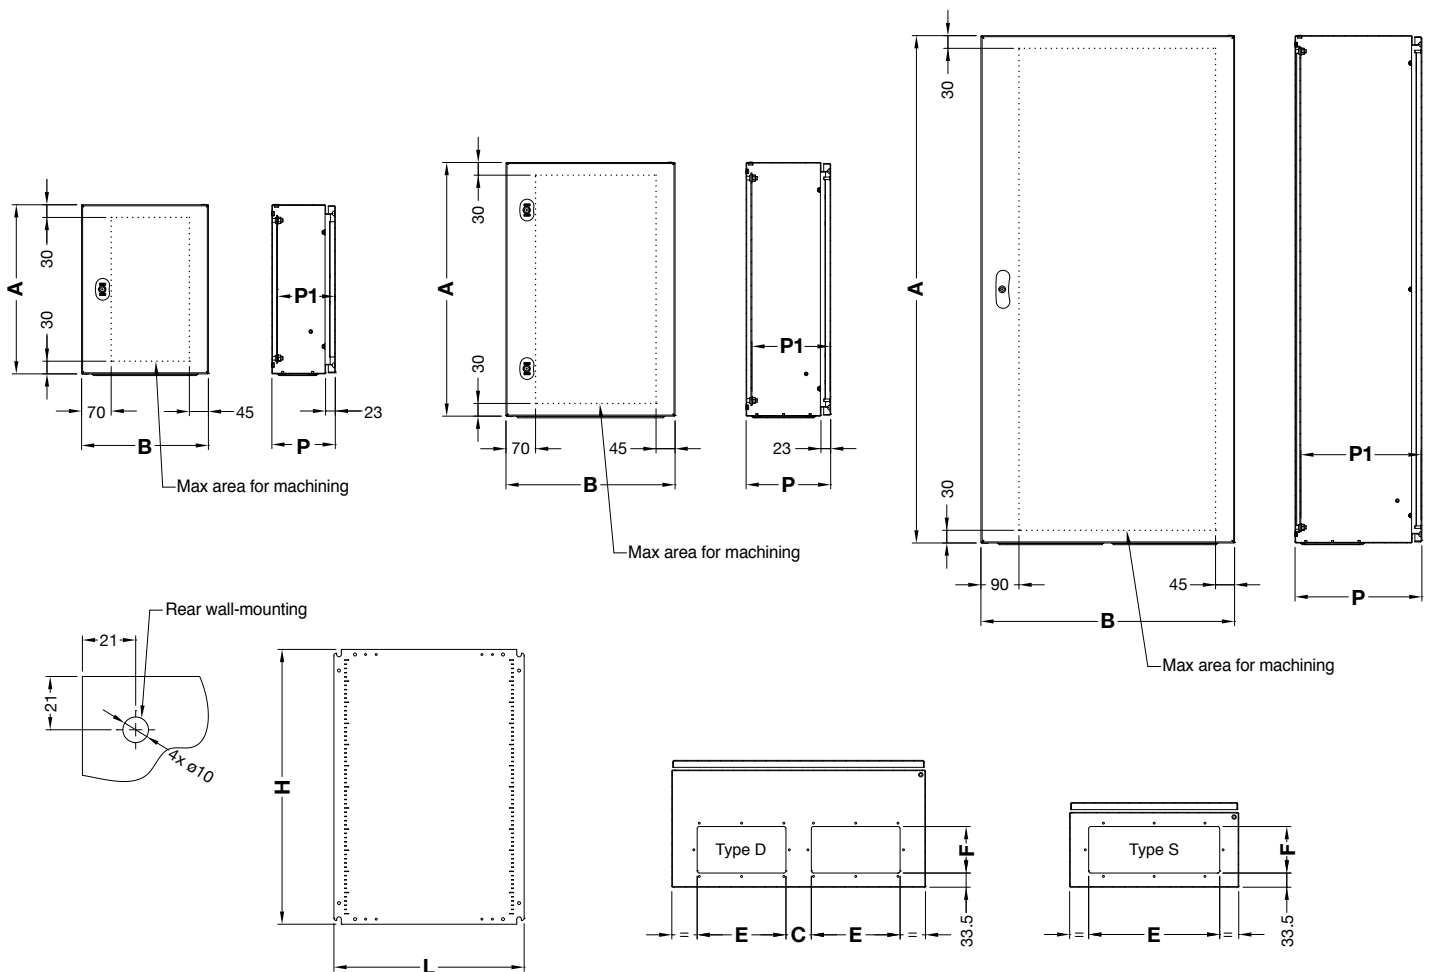 30
A
30
70
45
B
P1
23
P
Max area for machining
30
A
30
70
45
B
P1
23
P
Max area for machining
30
A
30
90
45
B
P1
P
Max area for machining
Rear wall-mounting
21
21
4x ø10
H
L
Type D
F
33.5
= E C E =
Type S
F
33.5
= E =